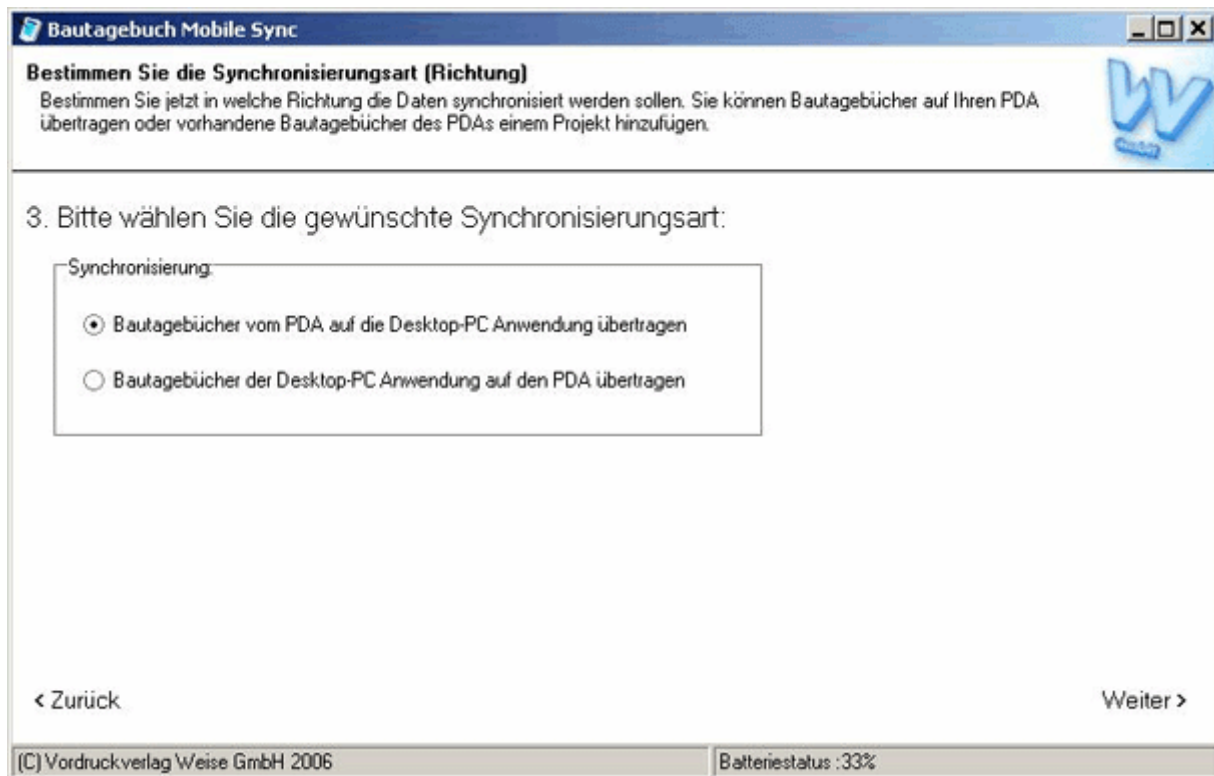 Bautagebuch Mobile Sync
Bestimmen Sie die Synchronisierungsart (Richtung)
Bestimmen Sie jetzt in welche Richtung die Daten synchronisiert werden sollen. Sie können Bautagebücher auf Ihren PDA
übertragen oder vorhandene Bautagebücher des PDAs einem Projekt hinzufügen.
W
GmbH
3. Bitte wählen Sie die gewünschte Synchronisierungsart:
Synchronisierung:
Bautagebücher vom PDA auf die Desktop-PC Anwendung übertragen
Bautagebücher der Desktop-PC Anwendung auf den PDA übertragen
< Zurück
Weiter >
(C) Vordruckverlag Weise GmbH 2006
Batteriestatus :33%